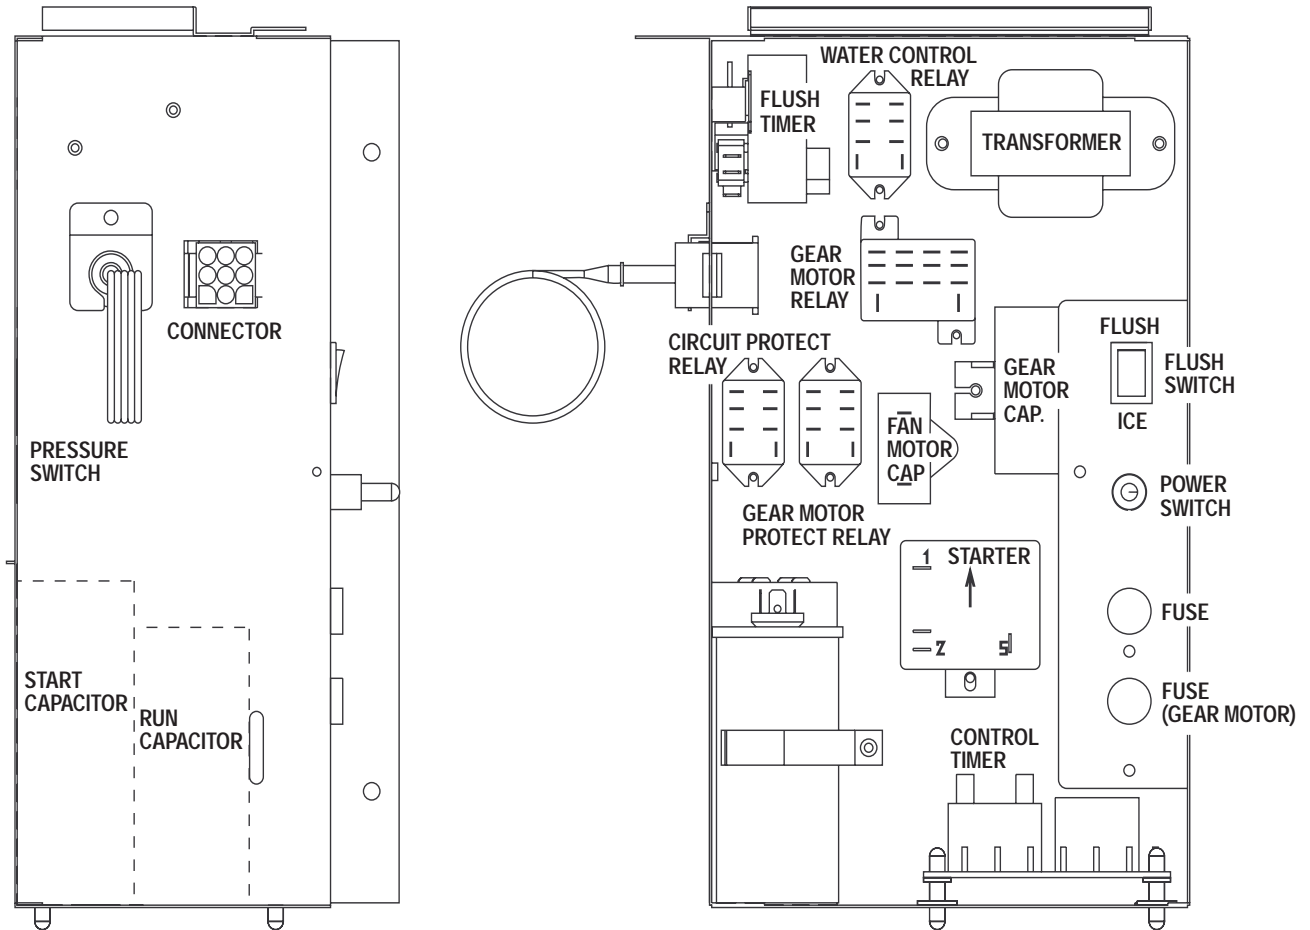 CONNECTOR
PRESSURE
SWITCH
START
CAPACITOR
RUN
CAPACITOR
WATER CONTROL
RELAY
FLUSH
TIMER
TRANSFORMER
GEAR
MOTOR
RELAY
CIRCUIT PROTECT
RELAY
GEAR
MOTOR
CAP.
FLUSH
FLUSH
SWITCH
ICE
FAN
MOTOR
CAP
POWER
SWITCH
GEAR MOTOR
PROTECT RELAY
1 STARTER
2 5
FUSE
FUSE
(GEAR MOTOR)
CONTROL
TIMER